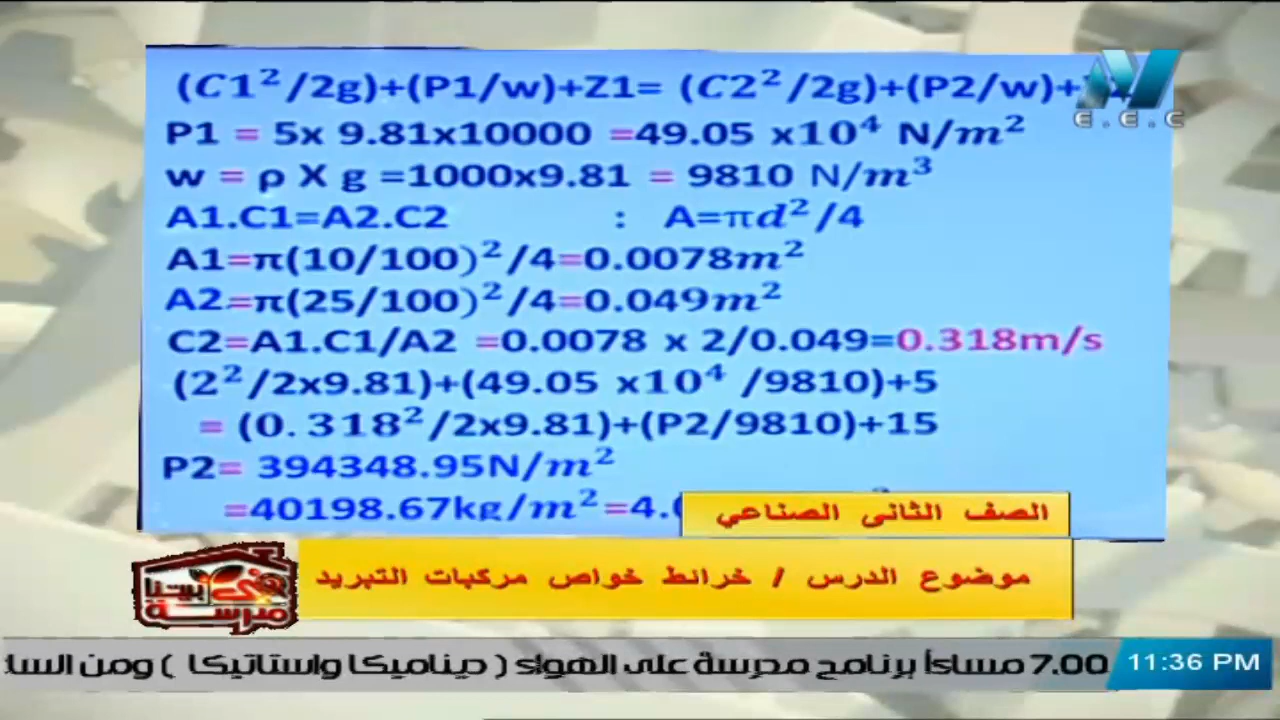 (C1²/2g)+(P1/w)+Z1= (C2²/2g)+(P2/w)+
E.E.C
P1 = 5x 9.81x10000 =49.05 x10⁴ N/m²
w = ρ X g =1000x9.81 = 9810 N/m³
A1.C1=A2.C2 : A=πd²/4
A1=π(10/100)²/4=0.0078m²
A2=π(25/100)²/4=0.049m²
C2=A1.C1/A2 =0.0078 x 2/0.049=0.318m/s
(2²/2x9.81)+(49.05 x10⁴ /9810)+5
= (0.318²/2x9.81)+(P2/9810)+15
P2= 394348.95N/m²
=40198.67kg/m²=4.
الصف الثانى الصناعي
موضوع الدرس / خرائط خواص مركبات التبريد
فى بيتنا
مدرسة
7.00 مساءاً برنامج مدرسة على الهواء ( ديناميكا واستاتيكا ) ومن
11:36 PM